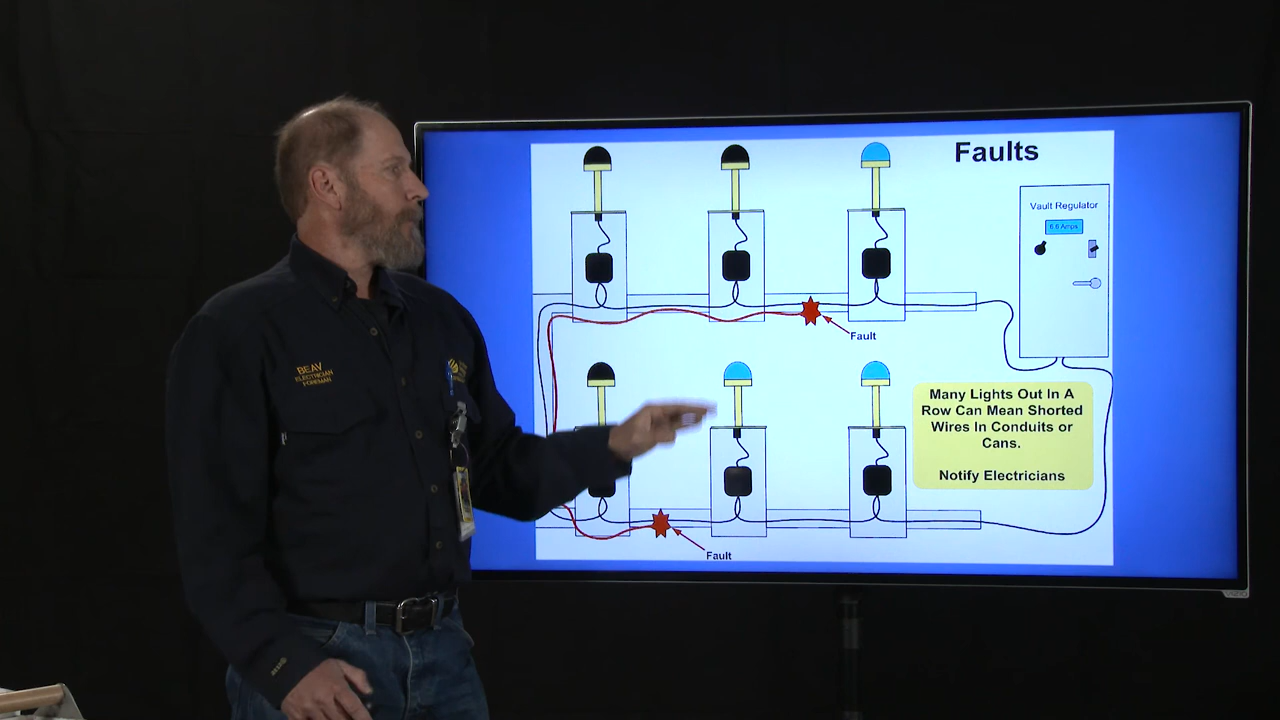 Faults
Vault Regulator
6.6 Amps
Fault
Many Lights Out In A
Row Can Mean Shorted
Wires In Conduits or
Cans.
Notify Electricians
Fault
BEAV
ELECTRICIAN
FOREMAN